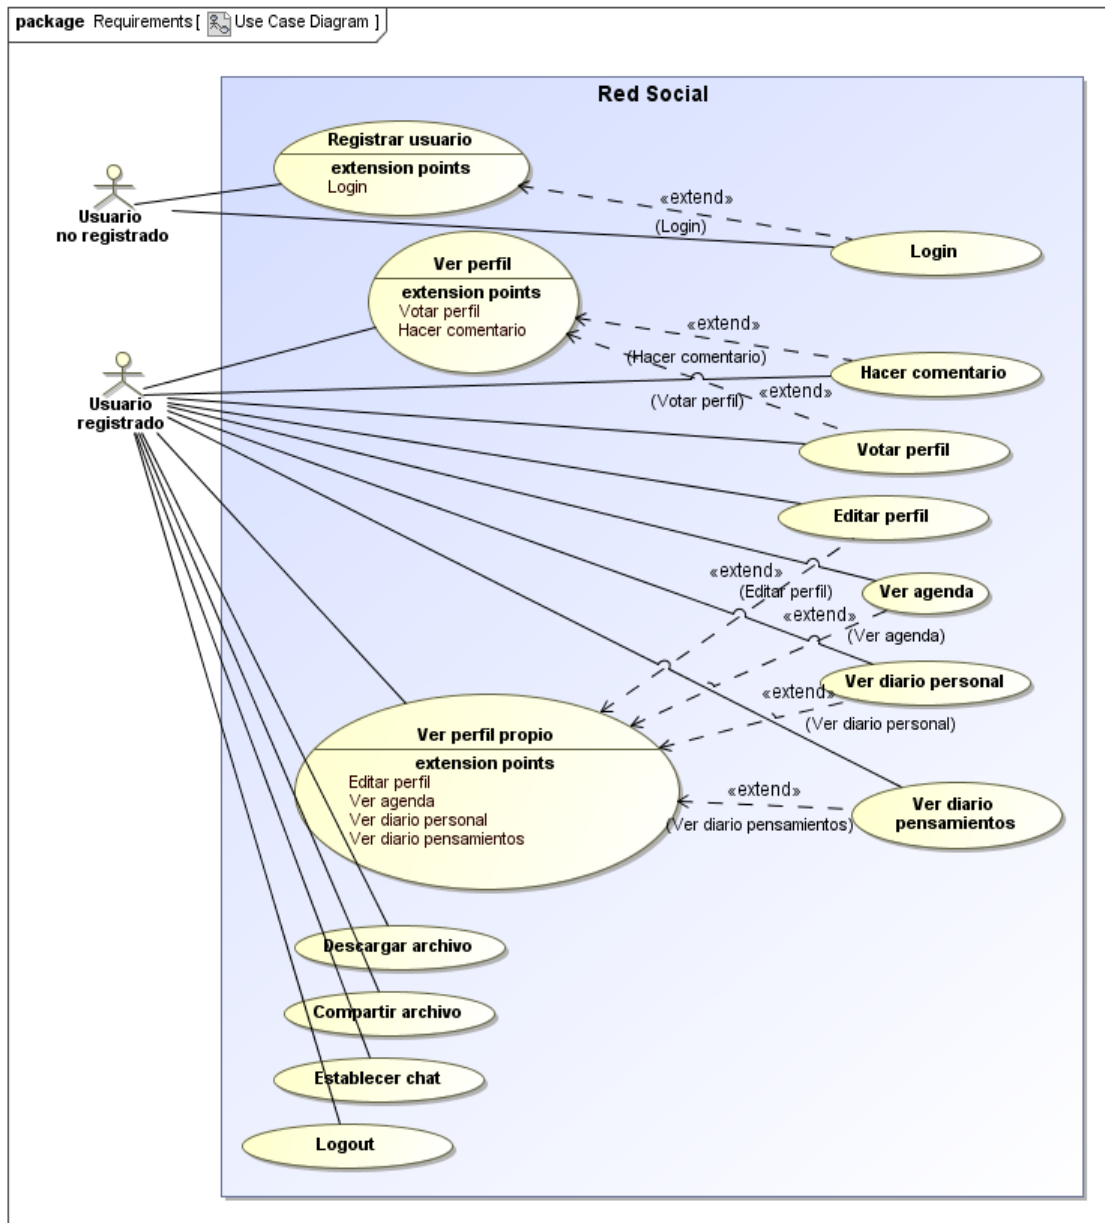 package Requirements [ Use Case Diagram ]
Red Social
Registrar usuario
extension points
Login
Usuario
no registrado
«extend»
(Login)
Login
Ver perfil
extension points
Votar perfil
Hacer comentario
«extend»
(Hacer comentario)
Hacer comentario
Usuario
registrado
«extend»
(Votar perfil)
Votar perfil
Editar perfil
«extend»
(Editar perfil)
Ver agenda
«extend»
(Ver agenda)
Ver diario personal
«extend»
(Ver diario personal)
Ver perfil propio
extension points
Editar perfil
Ver agenda
Ver diario personal
Ver diario pensamientos
«extend»
(Ver diario pensamientos)
Ver diario
pensamientos
Descargar archivo
Compartir archivo
Establecer chat
Logout